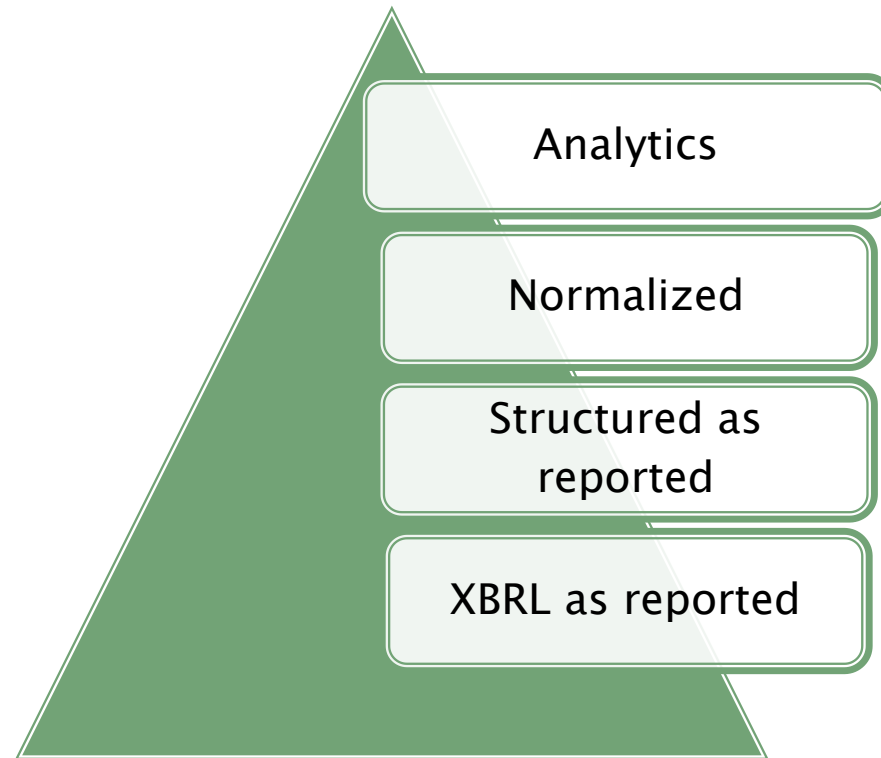 Analytics
Normalized
Structured as
reported
XBRL as reported